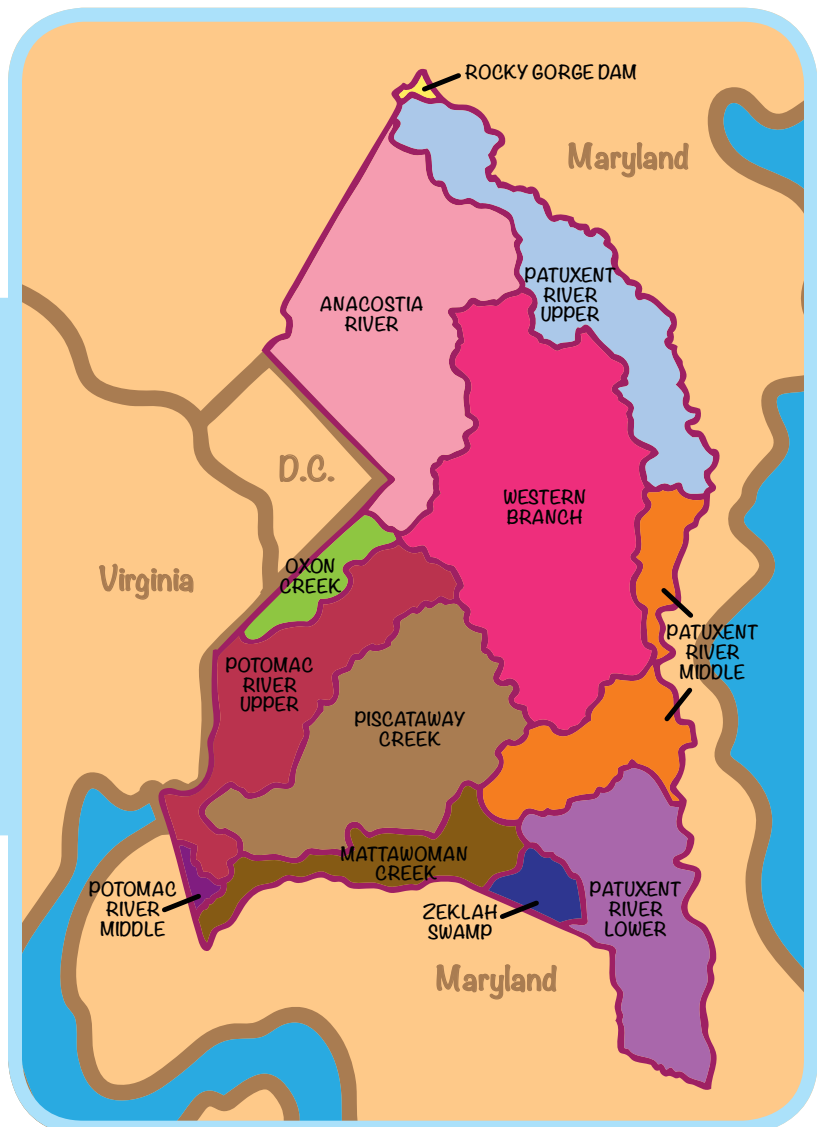 ROCKY GORGE DAM
Maryland
PATUXENT
RIVER
UPPER
ANACOSTIA
RIVER
D.C.
WESTERN
BRANCH
Virginia
OXON
CREEK
PATUXENT
RIVER
MIDDLE
POTOMAC
RIVER
UPPER
PISCATAWAY
CREEK
MATTAWOMAN
CREEK
POTOMAC
RIVER
MIDDLE
ZEKLAH
SWAMP
PATUXENT
RIVER
LOWER
Maryland